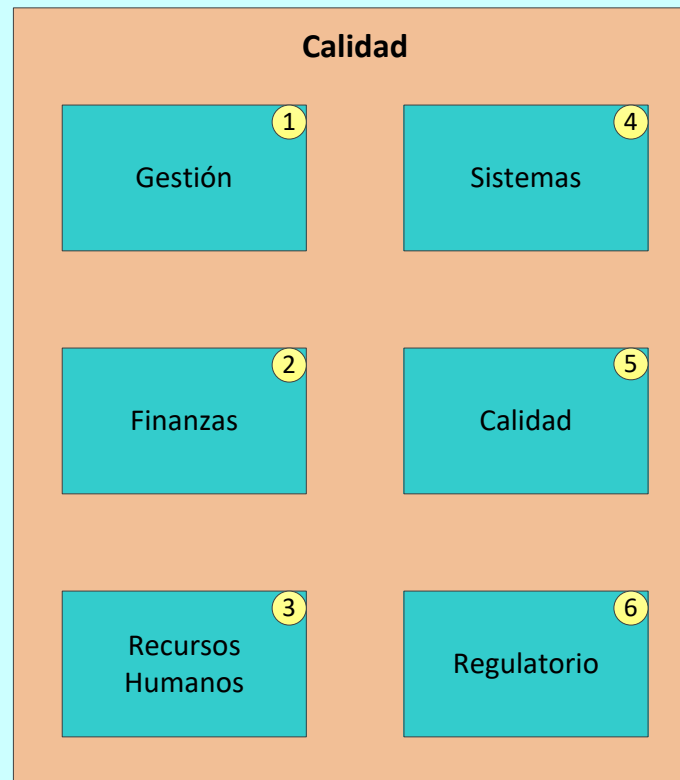 Calidad
1
Gestión
4
Sistemas
2
Finanzas
5
Calidad
3
Recursos
Humanos
6
Regulatorio